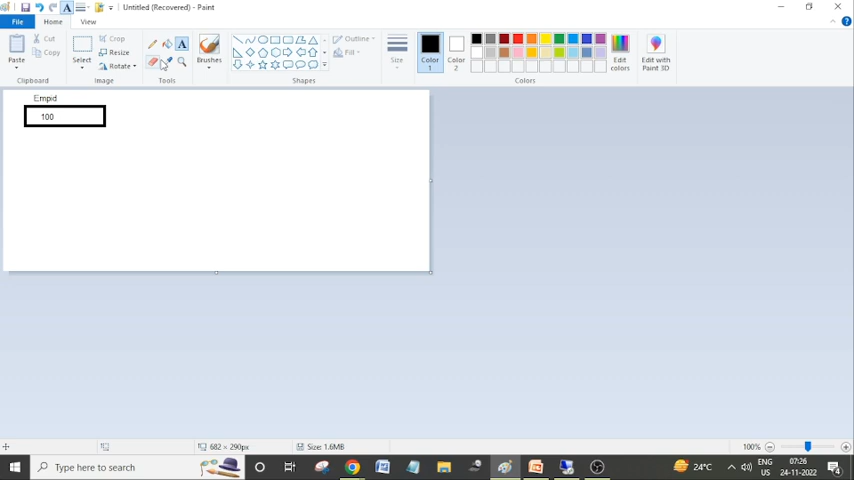 Untitled (Recovered) - Paint
File
Home
View
Paste
Cut
Copy
Clipboard
Select
Crop
Resize
Rotate
Image
A
Tools
Brushes
Shapes
Outline
Fill
Size
Color
1
Color
2
Edit
colors
Colors
Edit with
Paint 3D
Empid
100
682 × 290px
Size: 1.6MB
100%
Type here to search
24°C
ENG
US
07:26
24-11-2022
4